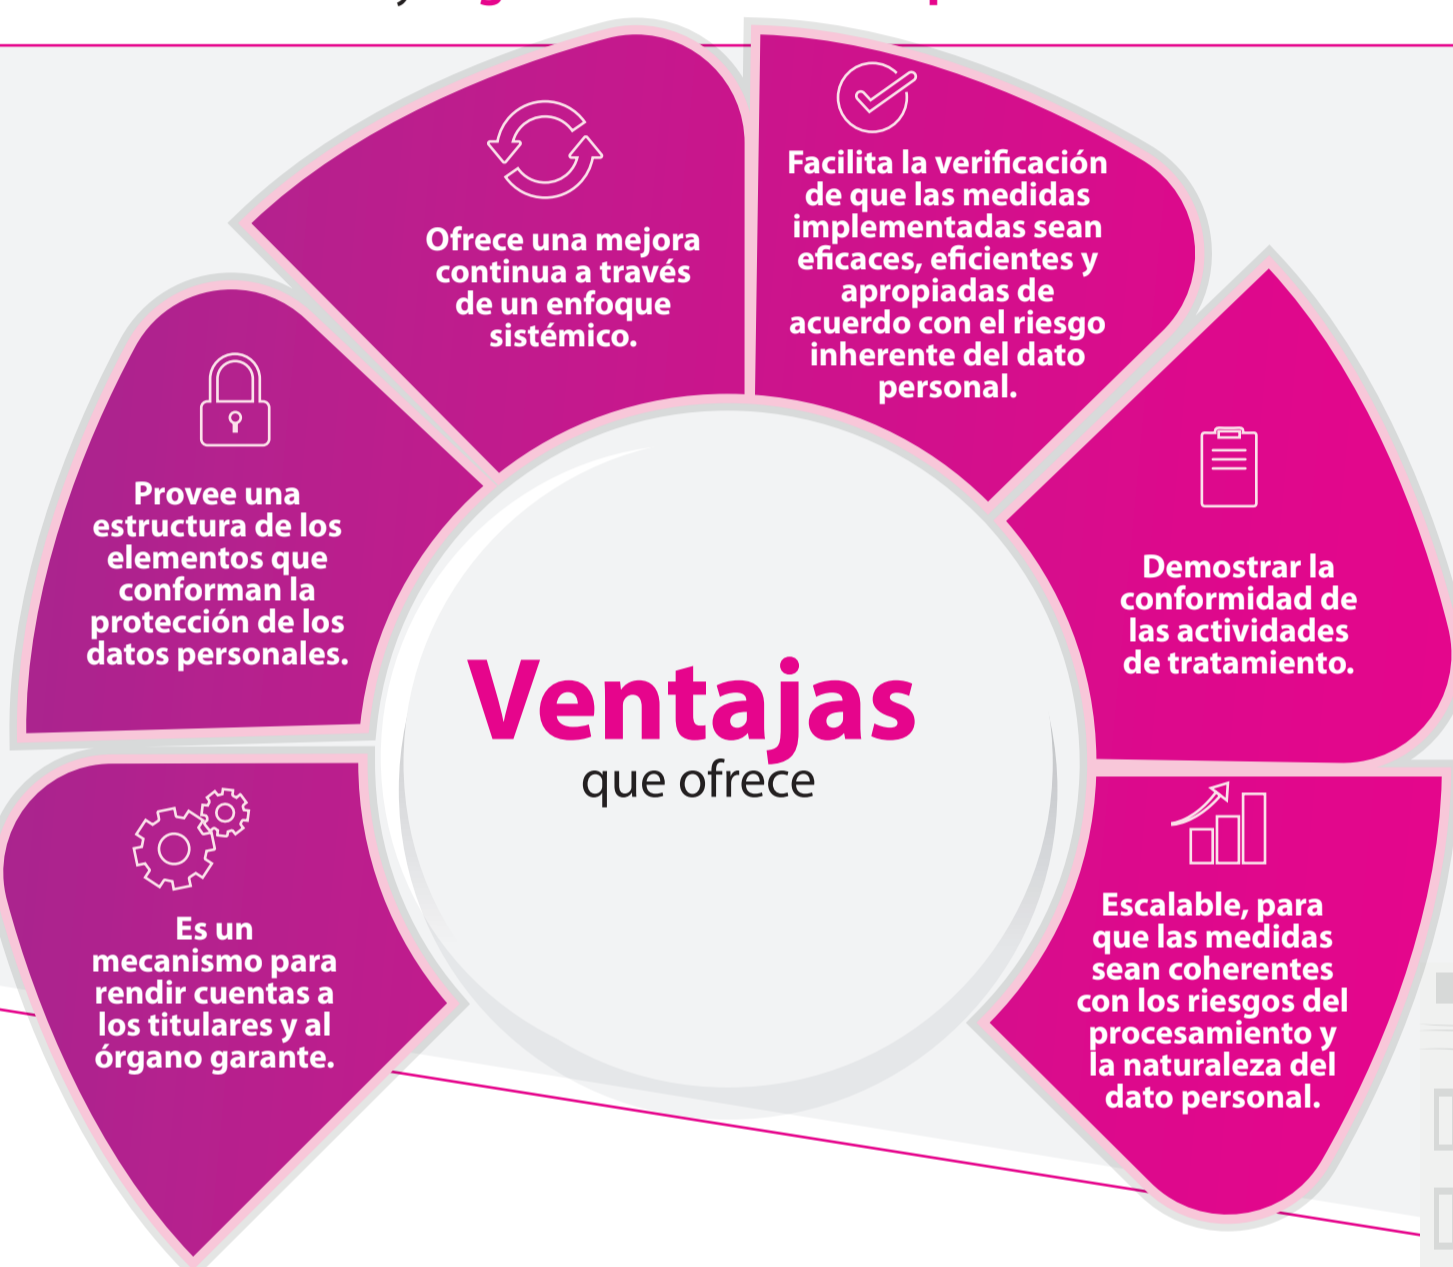 Ofrece una mejora
continua a través
de un enfoque
sistémico.
Facilita la verificación
de que las medidas
implementadas sean
eficaces, eficientes y
apropiadas de
acuerdo con el riesgo
inherente del dato
personal.
Provee una
estructura de los
elementos que
conforman la
protección de los
datos personales.
Demostrar la
conformidad de
las actividades
de tratamiento.
Ventajas
que ofrece
Es un
mecanismo para
rendir cuentas a
los titulares y al
órgano garante.
Escalable, para
que las medidas
sean coherentes
con los riesgos del
procesamiento y
la naturaleza del
dato personal.